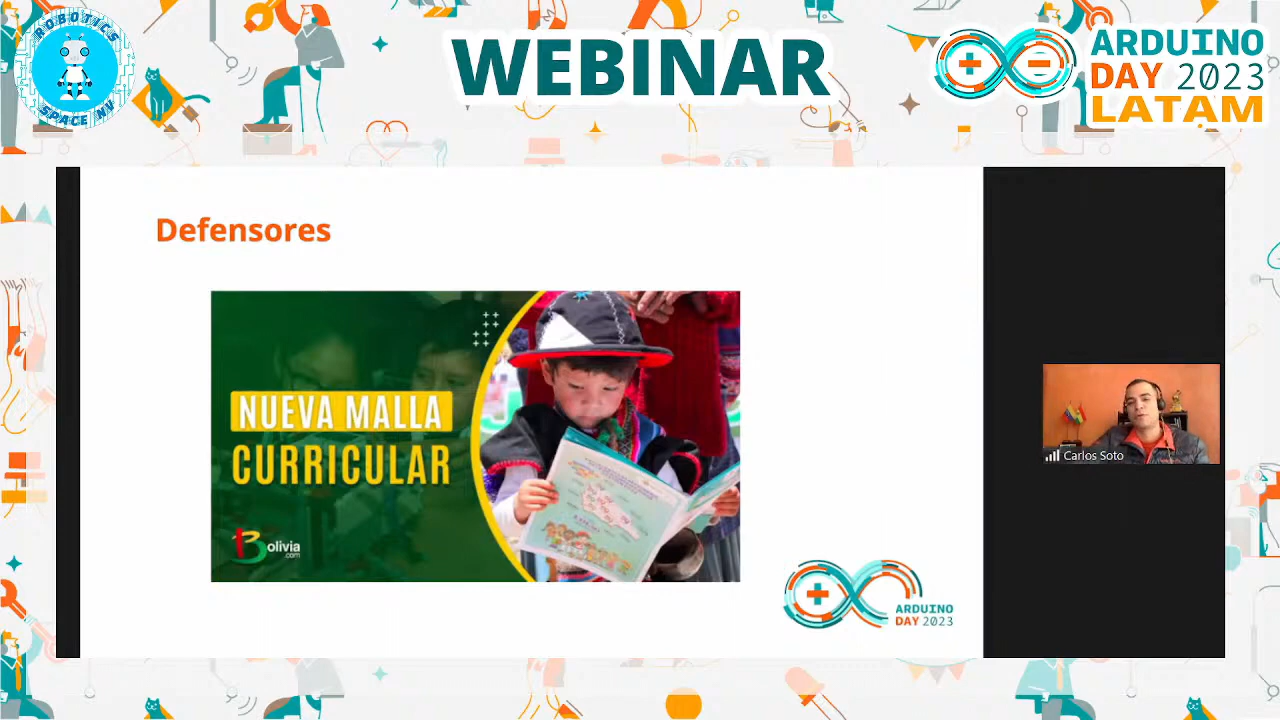 ROBOTICS
SPACE NV
WEBINAR
ARDUINO
DAY 2023
LATAM
Defensores
NUEVA MALLA
CURRICULAR
Bolivia
.com
ARDUINO
DAY 2023
Carlos Soto